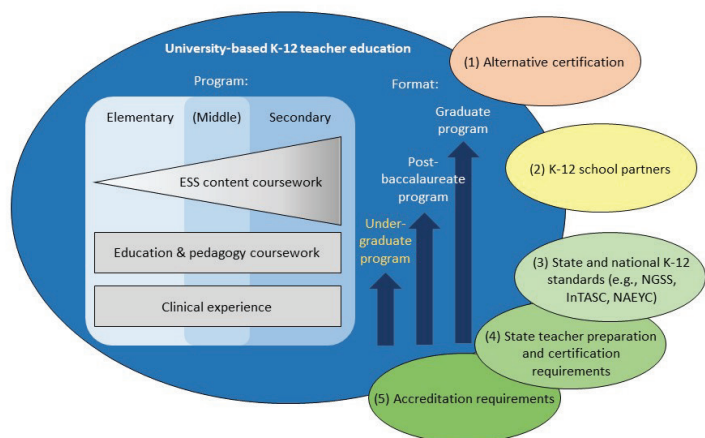 University-based K-12 teacher education
Program:
Format:
Elementary
(Middle)
Secondary
ESS content coursework
Education & pedagogy coursework
Clinical experience
Under-
graduate
program
Post-
baccalaureate
program
Graduate
program
(1) Alternative certification
(2) K-12 school partners
(3) State and national K-12
standards (e.g., NGSS,
InTASC, NAEYC)
(4) State teacher preparation
and certification
requirements
(5) Accreditation requirements